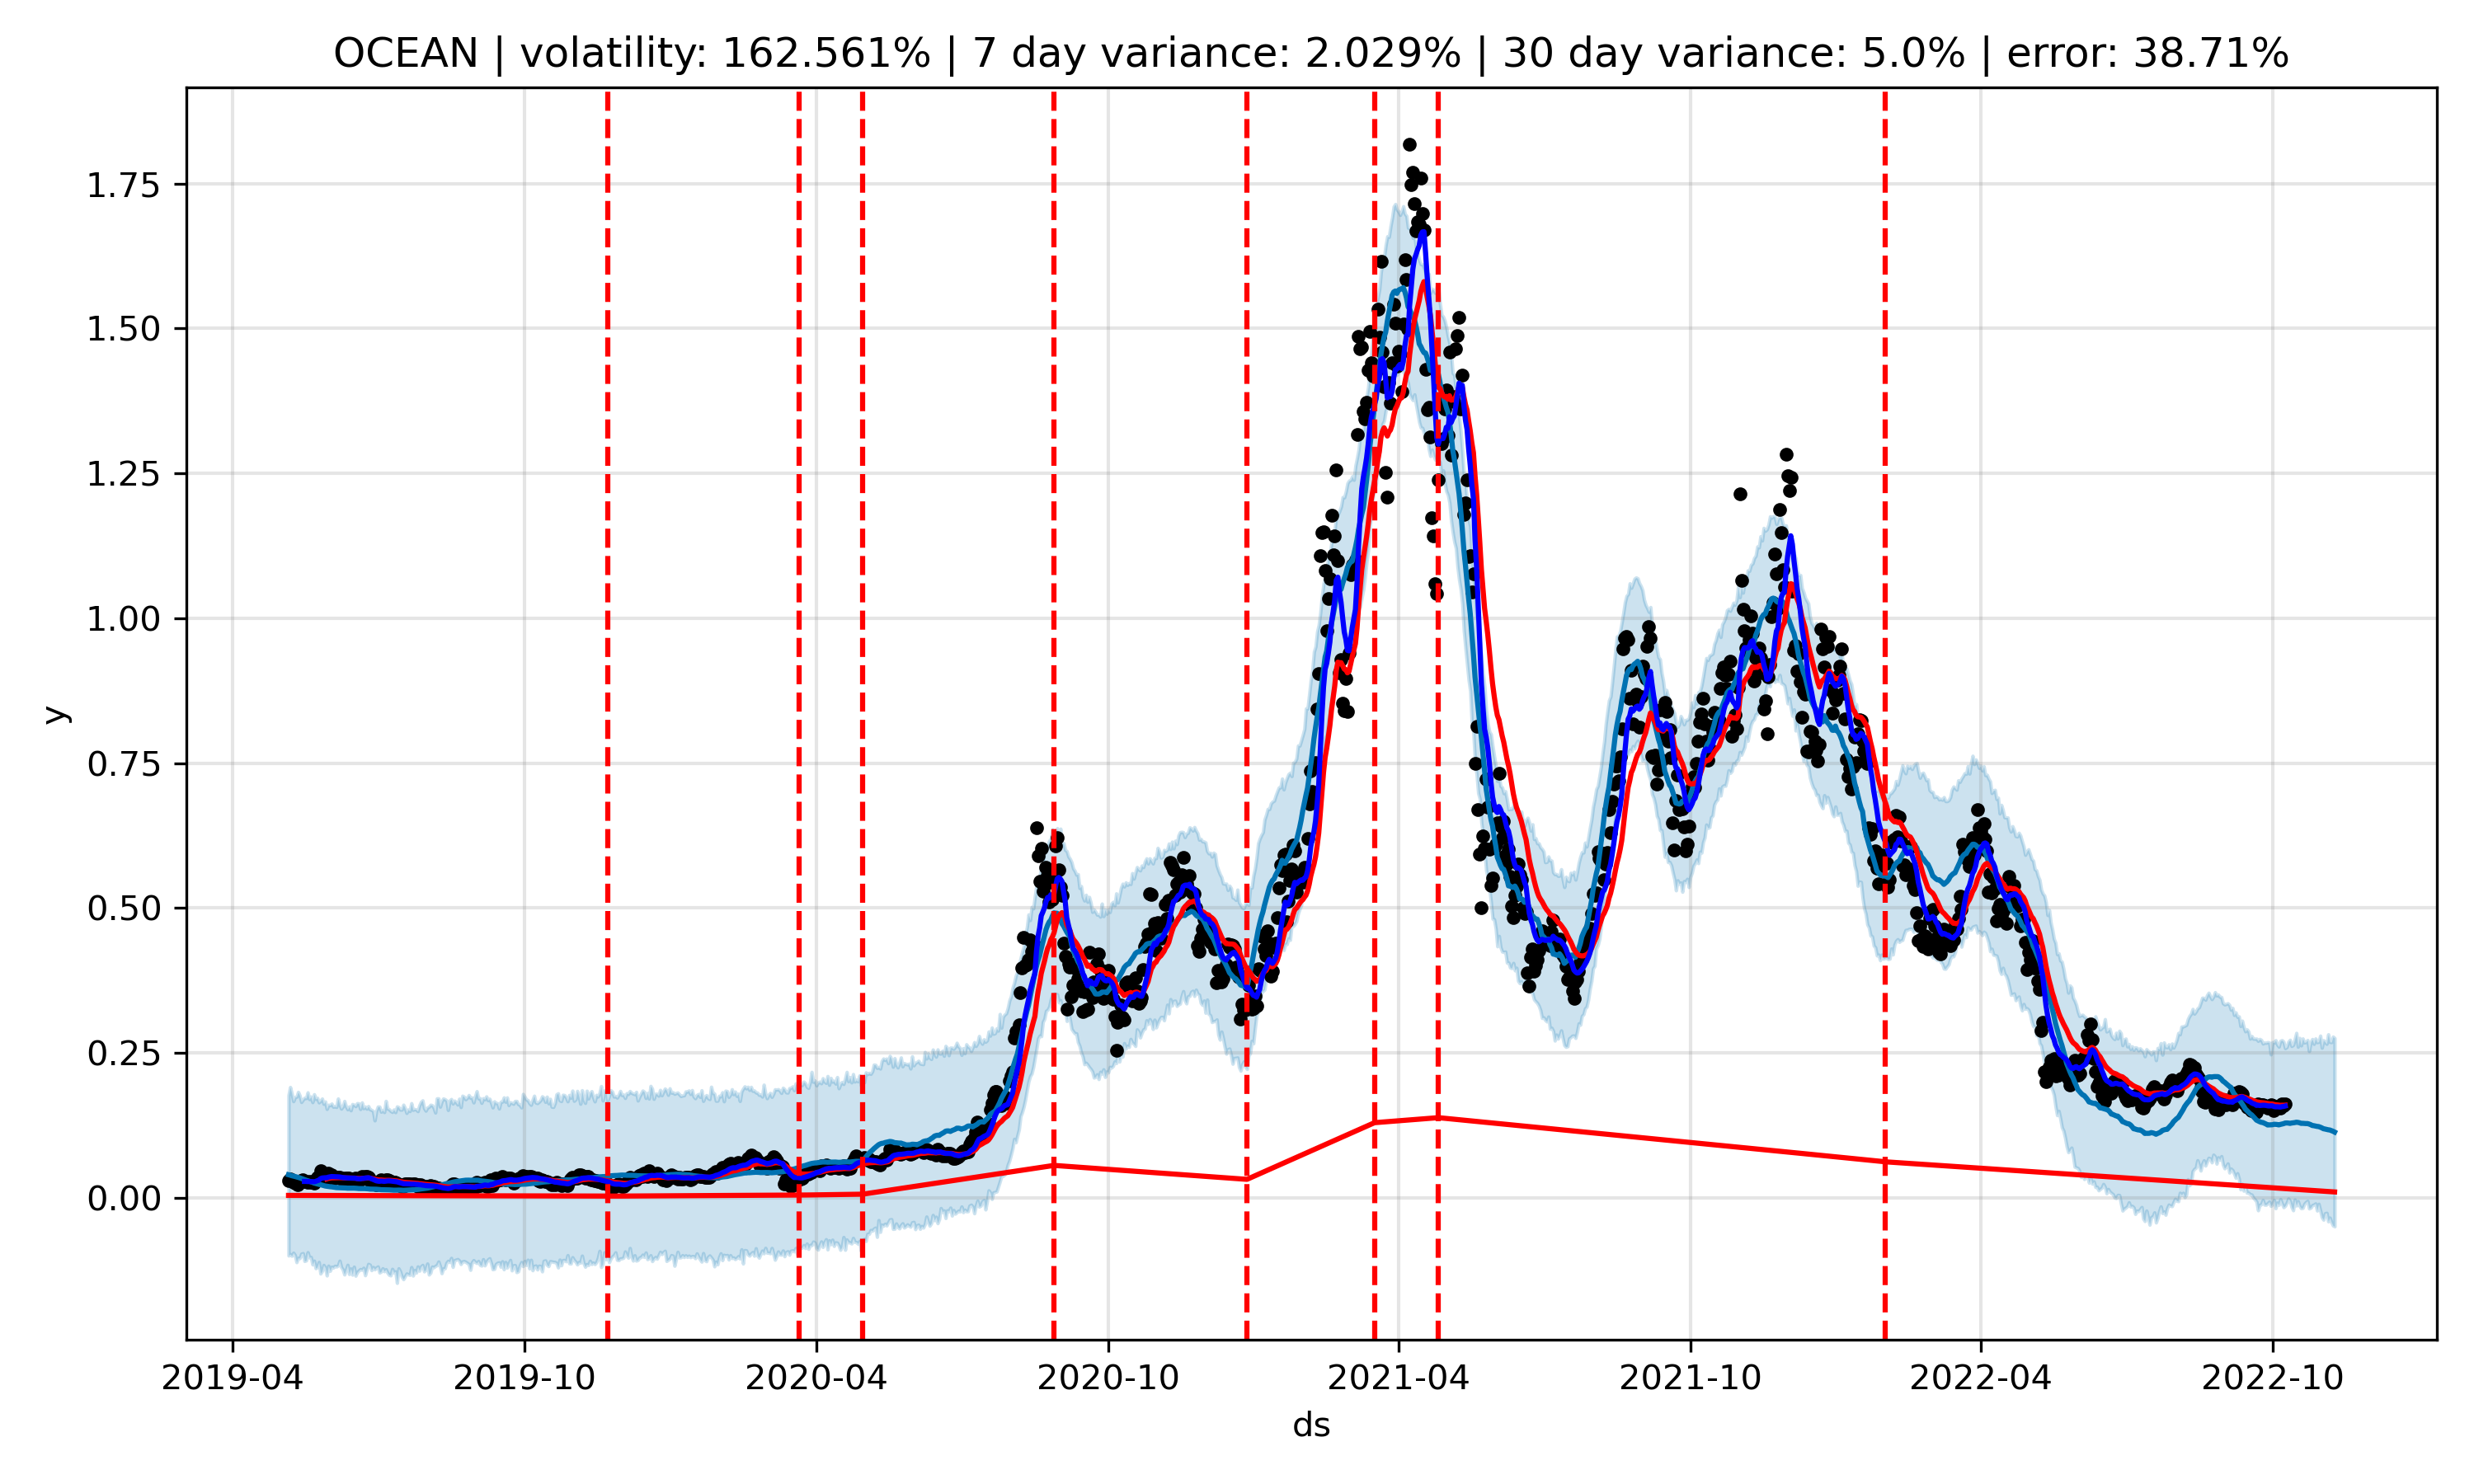 OCEAN | volatility: 162.561% | 7 day variance: 2.029% | 30 day variance: 5.0% | error: 38.71%
1.75
1.50
1.25
1.00
0.75
0.50
0.25
0.00
y
2019-04 2019-10 2020-04 2020-10 2021-04 2021-10 2022-04 2022-10
ds